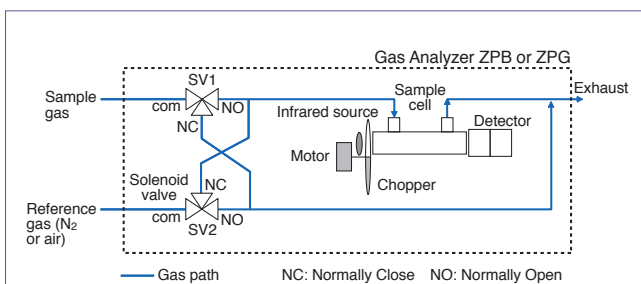 Gas Analyzer ZPB or ZPG
SV1
Sample
gas
com
NO
NC
Infrared source
Sample
cell
Exhaust
Detector
Motor
Chopper
Solenoid
valve
NC
Reference
gas (N2
or air)
com
NO
SV2
Gas path
NC: Normally Close
NO: Normally Open